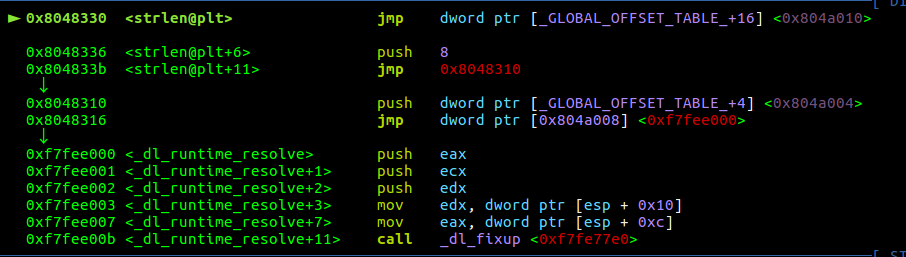 [ DI
► 0x8048330 <strlen@plt> jmp dword ptr [_GLOBAL_OFFSET_TABLE_+16] <0x804a010>
0x8048336 <strlen@plt+6> push 8
0x804833b <strlen@plt+11> jmp 0x8048310
↓
0x8048310 push dword ptr [_GLOBAL_OFFSET_TABLE_+4] <0x804a004>
0x8048316 jmp dword ptr [0x804a008] <0xf7fee000>
↓
0xf7fee000 <_dl_runtime_resolve> push eax
0xf7fee001 <_dl_runtime_resolve+1> push ecx
0xf7fee002 <_dl_runtime_resolve+2> push edx
0xf7fee003 <_dl_runtime_resolve+3> mov edx, dword ptr [esp + 0x10]
0xf7fee007 <_dl_runtime_resolve+7> mov eax, dword ptr [esp + 0xc]
0xf7fee00b <_dl_runtime_resolve+11> call _dl_fixup <0xf7fe77e0>
[ ST